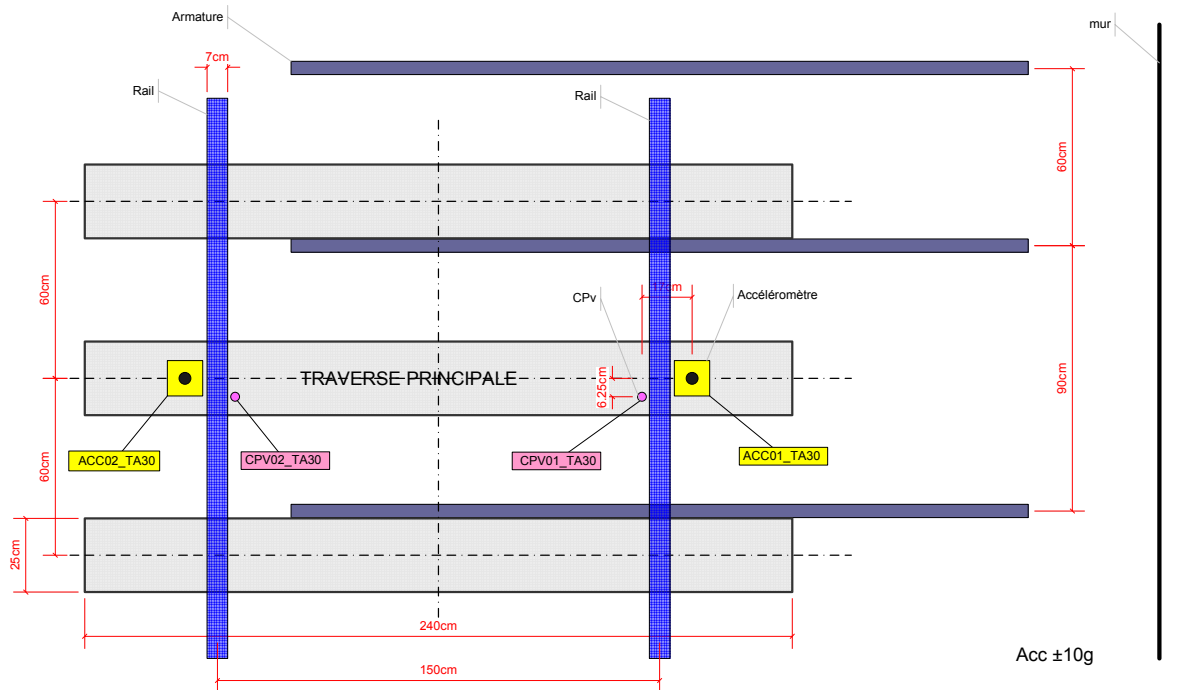 Armature
mur
7cm
Rail
Rail
60cm
60cm
17cm
CPv
Accéléromètre
TRAVERSE PRINCIPALE
6.25cm
90cm
ACC02_TA30
CPV02_TA30
CPV01_TA30
ACC01_TA30
60cm
25cm
240cm
150cm
Acc ±10g